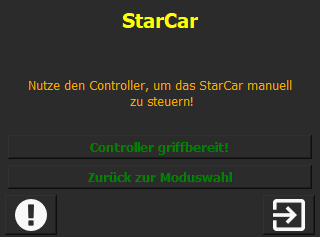 StarCar
Nutze den Controller, um das StarCar manuell
zu steuern!
Controller griffbereit!
Zurück zur Moduswahl
!